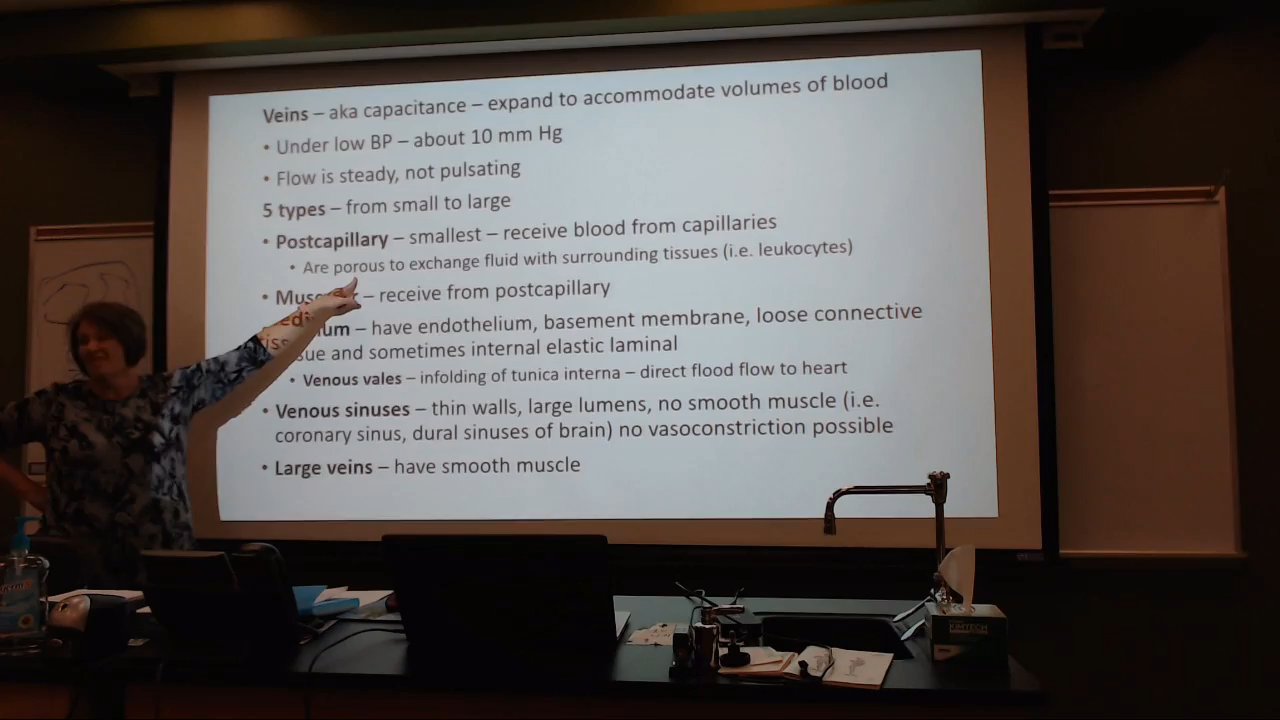 Veins – aka capacitance – expand to accommodate volumes of blood
• Under low BP – about 10 mm Hg
• Flow is steady, not pulsating
5 types – from small to large
• Postcapillary – smallest – receive blood from capillaries
• Are porous to exchange fluid with surrounding tissues (i.e. leukocytes)
• – receive from postcapillary
– have endothelium, basement membrane, loose connective
tissue and sometimes internal elastic laminal
• Venous vales – infolding of tunica interna – direct flood flow to heart
• Venous sinuses – thin walls, large lumens, no smooth muscle (i.e.
coronary sinus, dural sinuses of brain) no vasoconstriction possible
• Large veins – have smooth muscle
KIMTECH